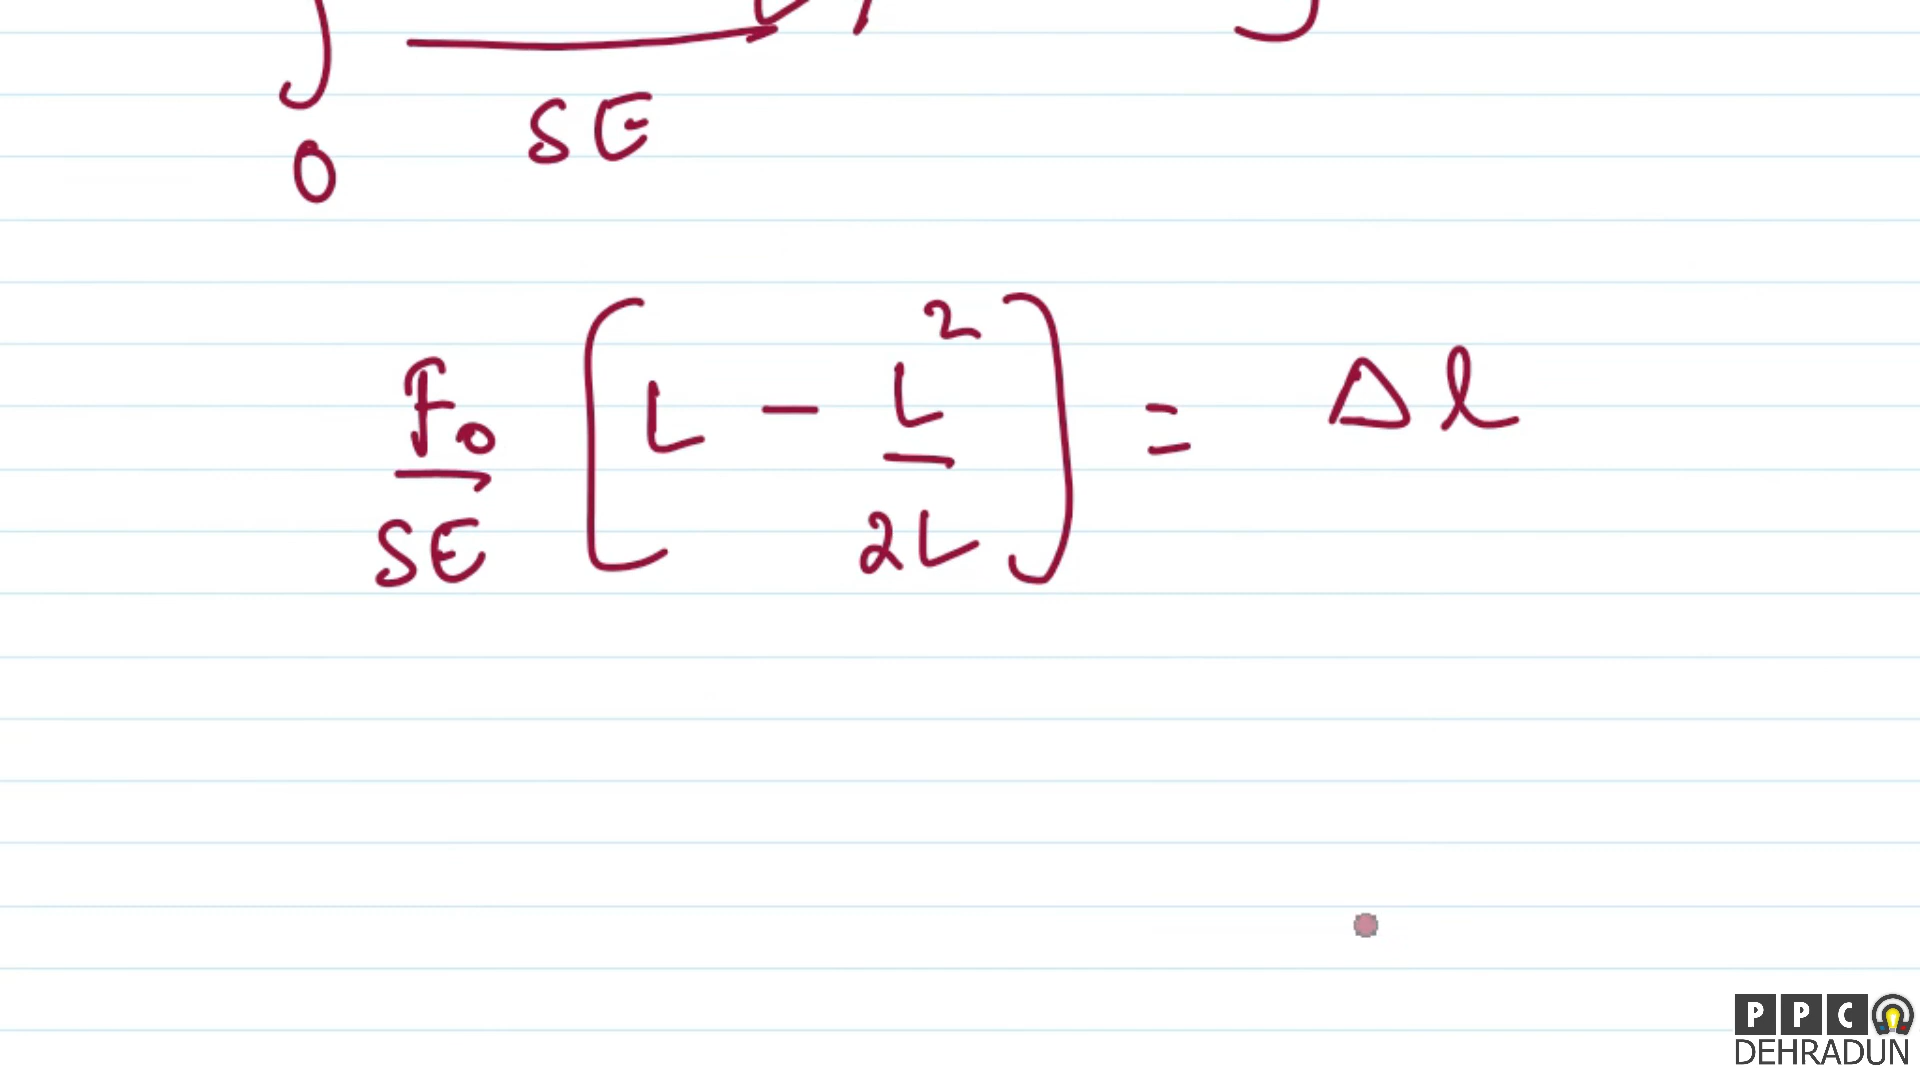 SE
0
F₀/SE [L - L²/2L] = Δl
PPC
DEHRADUN